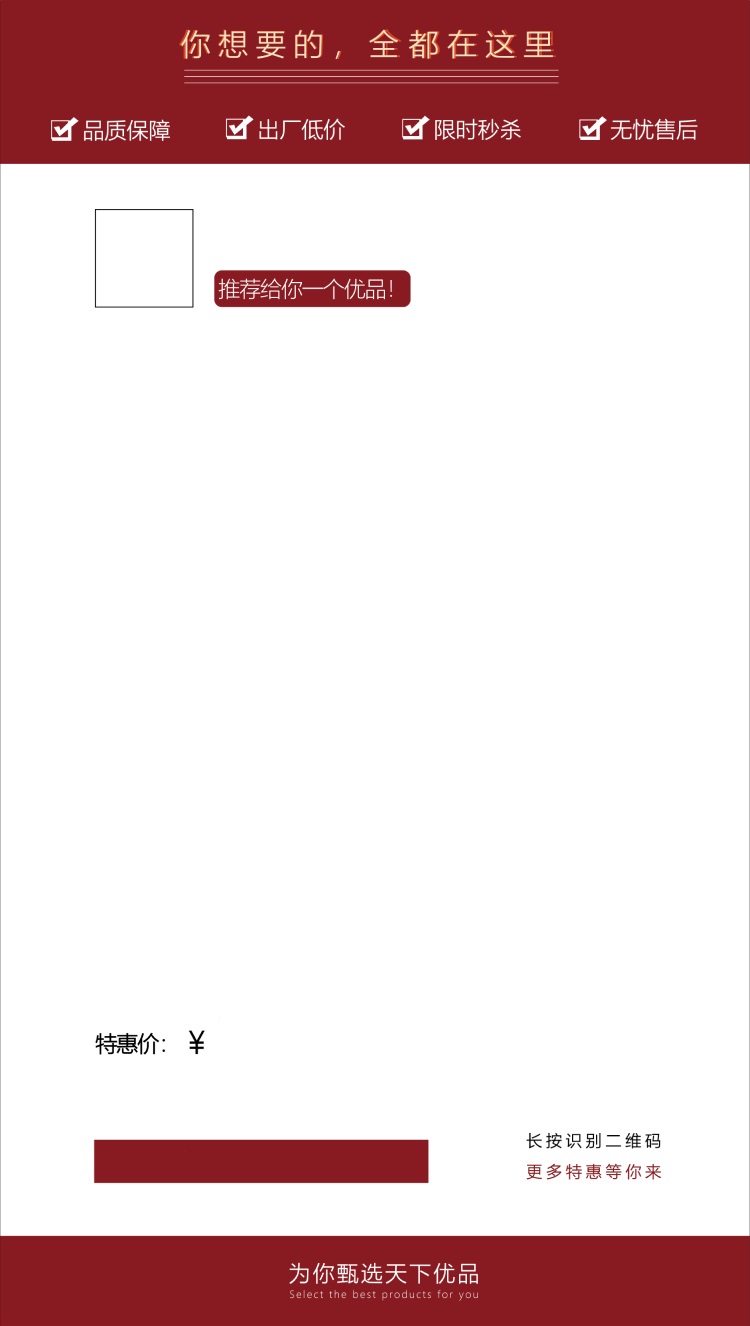 你想要的，全都在这里
品质保障 出厂低价 限时秒杀 无忧售后
推荐给你一个优品！
特惠价：￥
长按识别二维码
更多特惠等你来
为你甄选天下优品
Select the best products for you